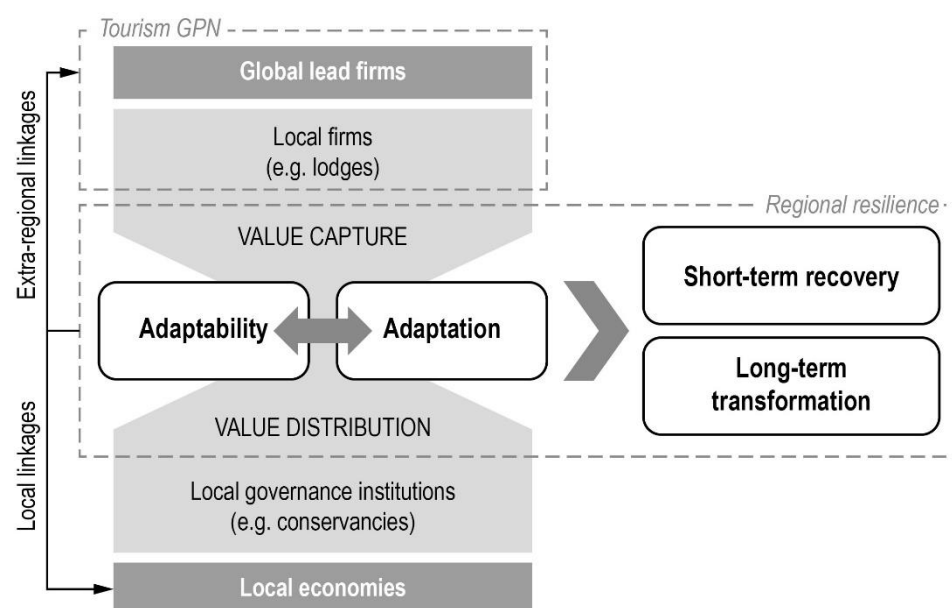 Tourism GPN
Global lead firms
Local firms
(e.g. lodges)
Extra-regional linkages
Regional resilience
VALUE CAPTURE
Adaptability
Adaptation
Short-term recovery
Long-term
transformation
VALUE DISTRIBUTION
Local linkages
Local governance institutions
(e.g. conservancies)
Local economies